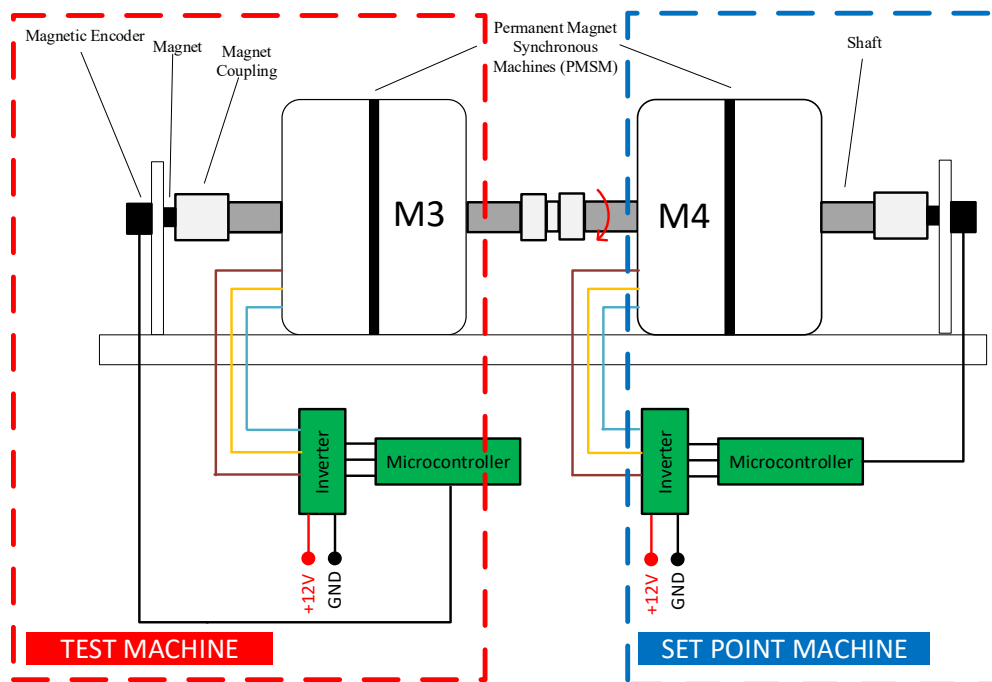 Magnetic Encoder
Magnet
Magnet
Coupling
Permanent Magnet
Synchronous
Machines (PMSM)
Shaft
M3
M4
Inverter
Microcontroller
+12V
GND
Inverter
Microcontroller
+12V
GND
TEST MACHINE
SET POINT MACHINE